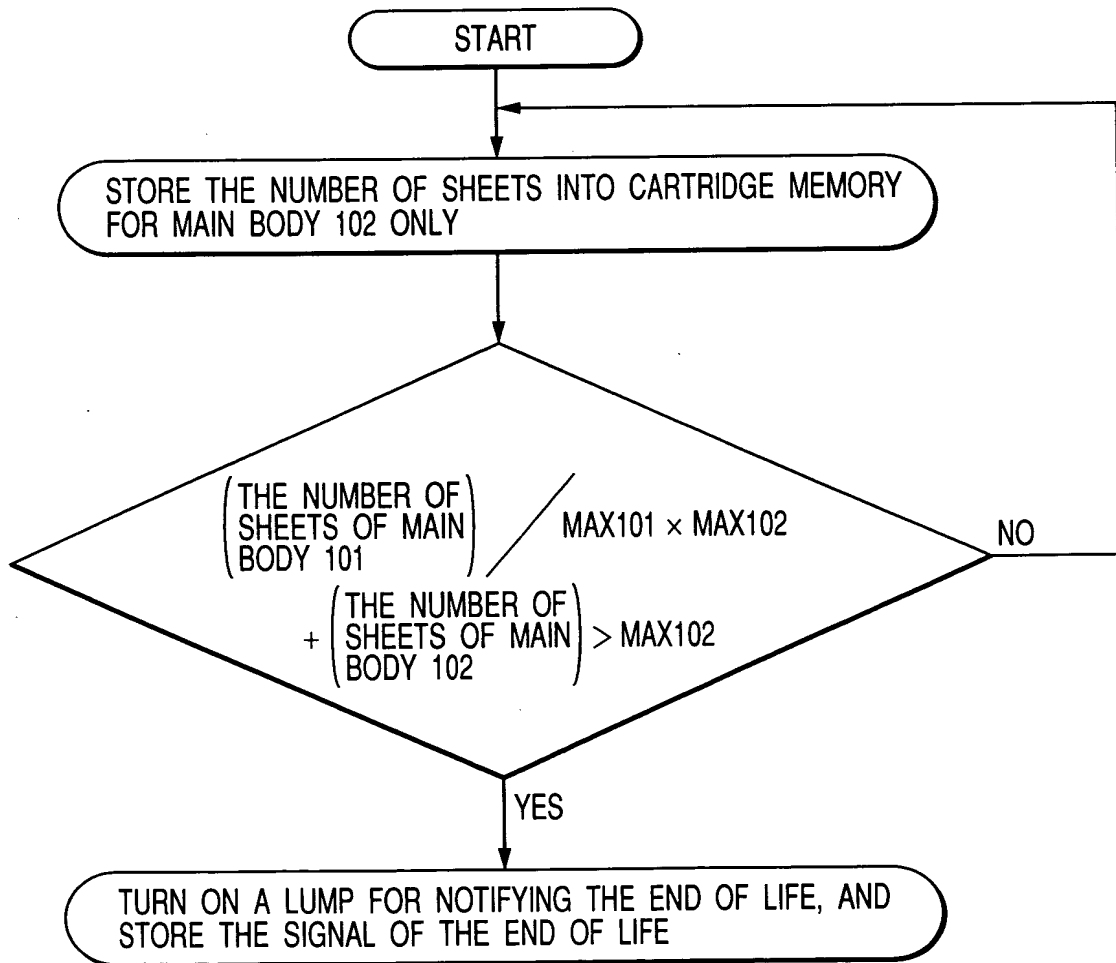 START
STORE THE NUMBER OF SHEETS INTO CARTRIDGE MEMORY
FOR MAIN BODY 102 ONLY
(THE NUMBER OF
SHEETS OF MAIN
BODY 101) / MAX101 × MAX102
+ (THE NUMBER OF
SHEETS OF MAIN
BODY 102) > MAX102
NO
YES
TURN ON A LUMP FOR NOTIFYING THE END OF LIFE, AND
STORE THE SIGNAL OF THE END OF LIFE